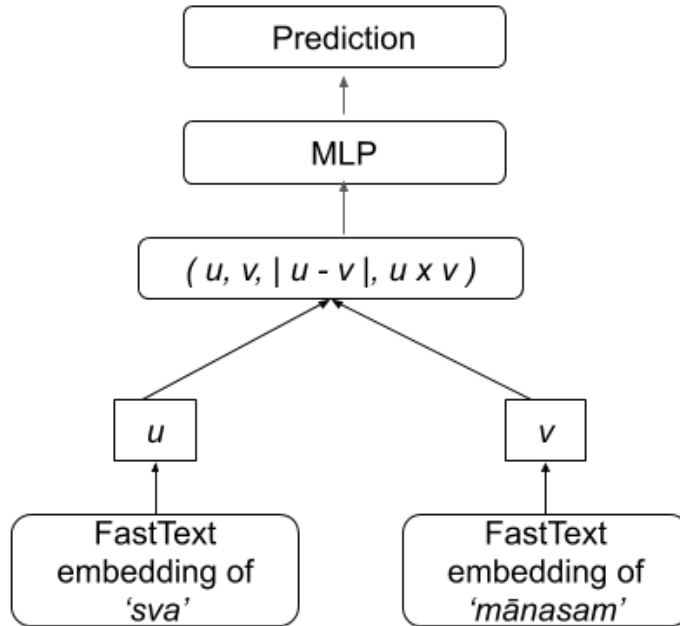 Prediction
MLP
( u, v, | u - v |, u x v )
u
v
FastText
embedding of
‘sva’
FastText
embedding of
‘mānasam’